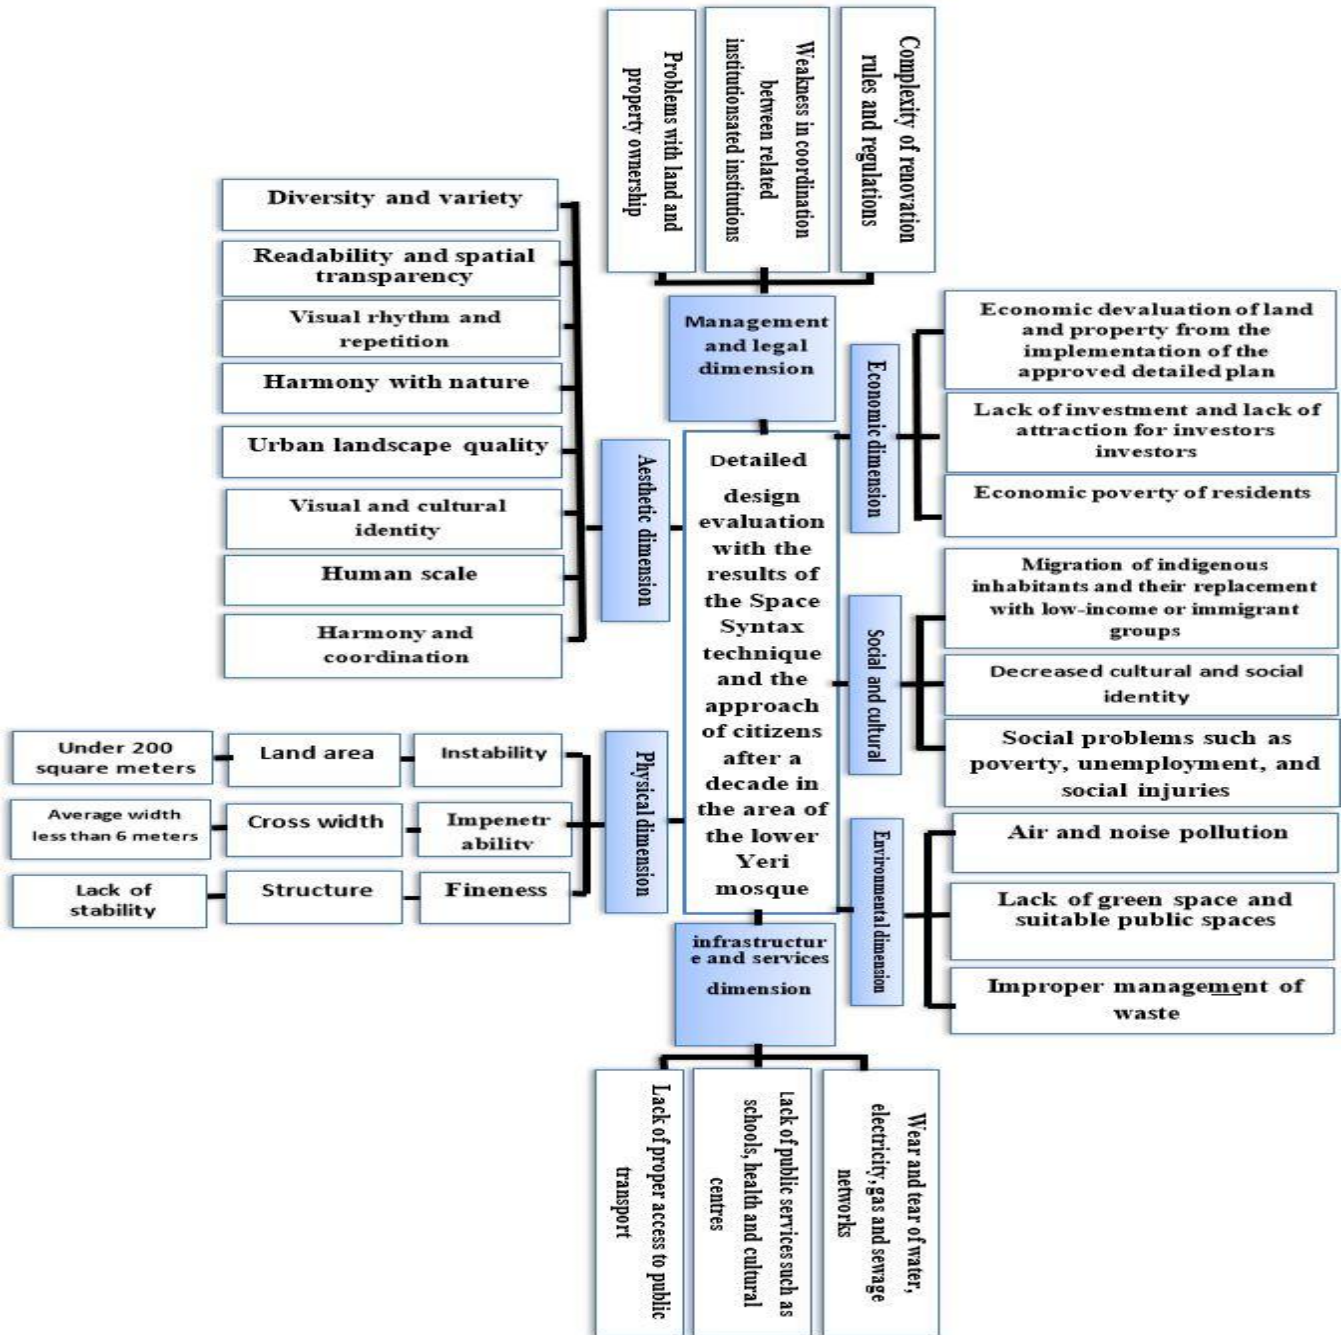 Complexity of renovation
rules and regulations
Weakness in coordination
between related
institutionsated institutions
Problems with land and
property ownership
Management
and legal
dimension
Diversity and variety
Readability and spatial
transparency
Visual rhythm and
repetition
Harmony with nature
Urban landscape quality
Visual and cultural
identity
Human scale
Harmony and
coordination
Aesthetic dimension
Detailed
design
evaluation
with the
results of
the Space
Syntax
technique
and the
approach
of citizens
after a
decade in
the area of
the lower
Yeri
mosque
Economic dimension
Economic devaluation of land
and property from the
implementation of the
approved detailed plan
Lack of investment and lack of
attraction for investors
investors
Economic poverty of residents
Social and cultural
Migration of indigenous
inhabitants and their replacement
with low-income or immigrant
groups
Decreased cultural and social
identity
Social problems such as
poverty, unemployment, and
social injuries
Environmental dimension
Air and noise pollution
Lack of green space and
suitable public spaces
Improper management of
waste
Physical dimension
Instability
Land area
Under 200
square meters
Impenetr
ability
Cross width
Average width
less than 6 meters
Fineness
Structure
Lack of
stability
infrastructur
e and services
dimension
Wear and tear of water,
electricity, gas and sewage
networks
Lack of public services such as
schools, health and cultural
centres
Lack of proper access to public
transport